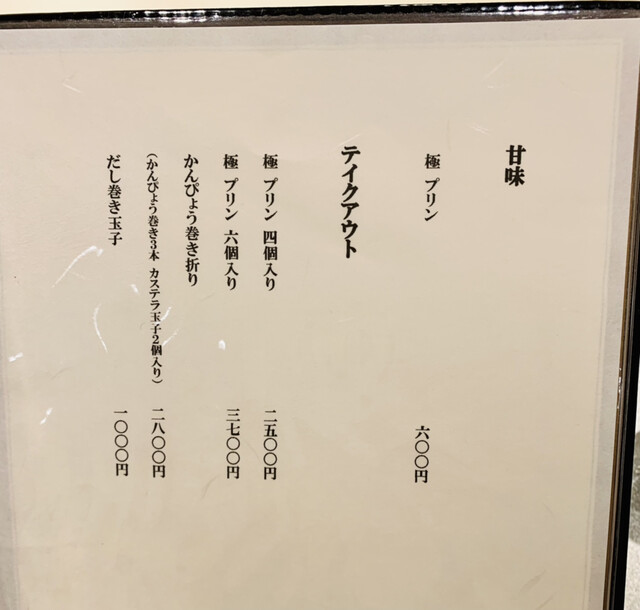 甘味
極 プリン 六〇〇円
テイクアウト
極 プリン 四個入り 二五〇〇円
極 プリン 六個入り 三七〇〇円
かんぴょう巻き折り
(かんぴょう巻き3本 カステラ玉子2個入り) 二八〇〇円
だし巻き玉子 一〇〇〇円